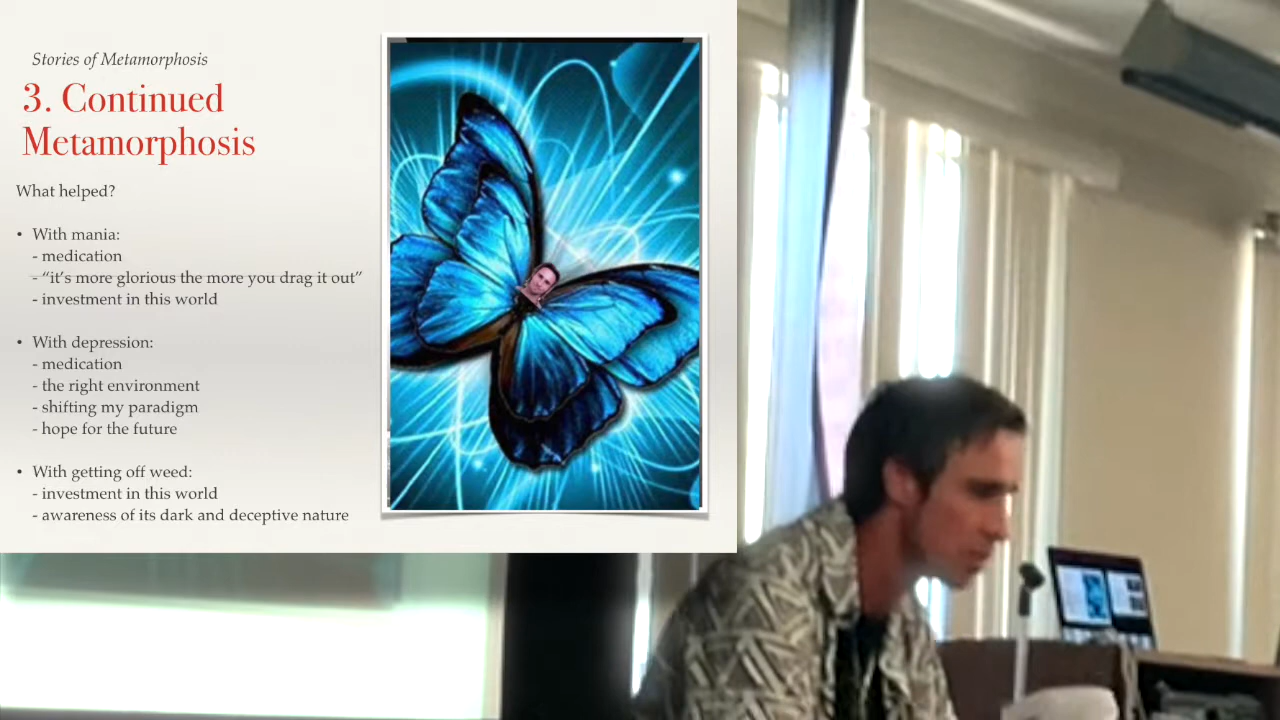 Stories of Metamorphosis
3. Continued
Metamorphosis
What helped?
• With mania:
- medication
- “it’s more glorious the more you drag it out”
- investment in this world
• With depression:
- medication
- the right environment
- shifting my paradigm
- hope for the future
• With getting off weed:
- investment in this world
- awareness of its dark and deceptive nature